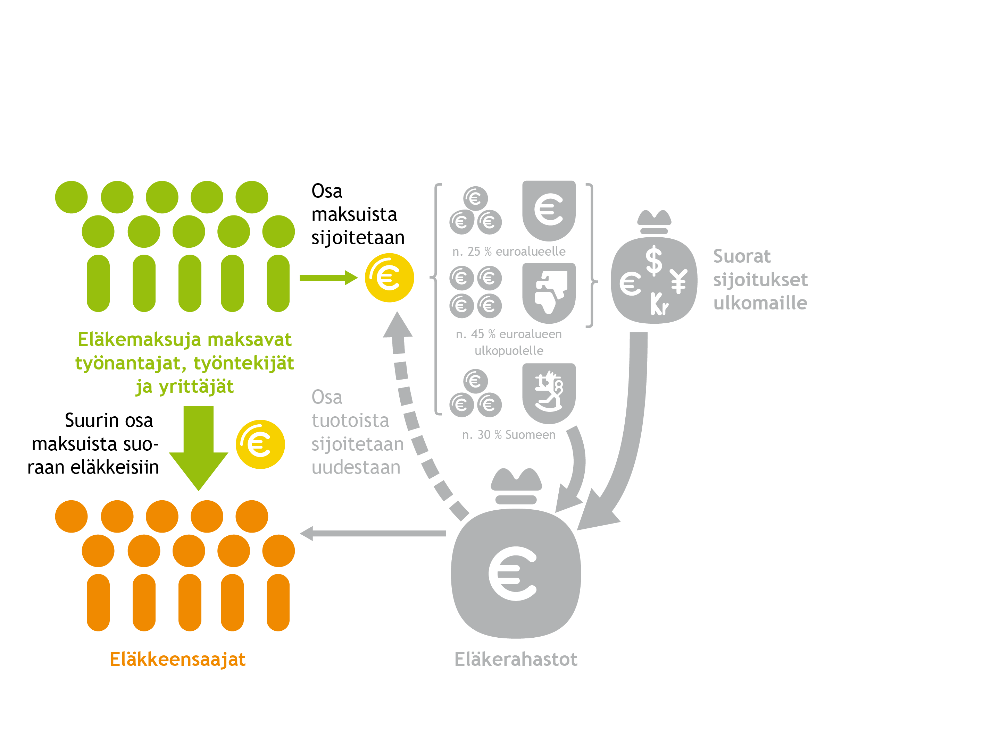 Osa
maksuista
sijoitetaan
n. 25 % euroalueelle
n. 45 % euroalueen
ulkopuolelle
n. 30 % Suomeen
€
€
$
€
¥
Kr
Suorat
sijoitukset
ulkomaille
Eläkemaksuja maksavat
työnantajat, työntekijät
ja yrittäjät
Suurin osa
maksuista suo-
raan eläkkeisiin
€
Osa
tuotoista
sijoitetaan
uudestaan
€
Eläkkeensaajat
Eläkerahastot